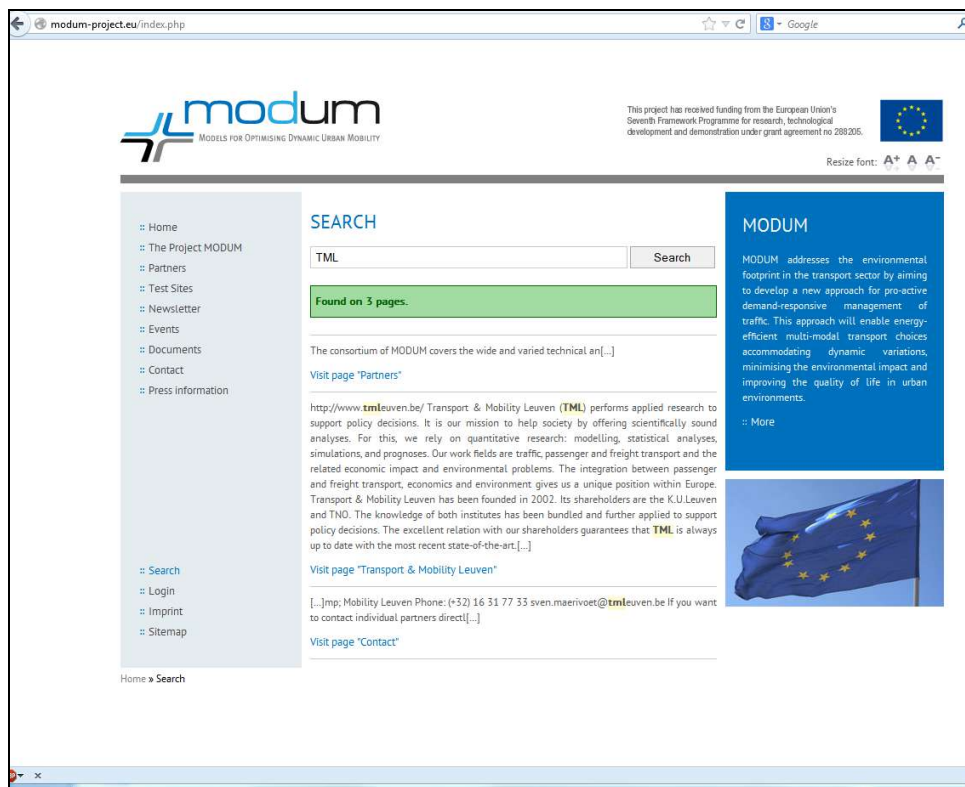 modum-project.eu/index.php
Google
modum
MODELS FOR OPTIMISING DYNAMIC URBAN MOBILITY
This project has received funding from the European Union's
Seventh Framework Programme for research, technological
development and demonstration under grant agreement no 288205.
Resize font: A+ A A-
:: Home
:: The Project MODUM
:: Partners
:: Test Sites
:: Newsletter
:: Events
:: Documents
:: Contact
:: Press information
:: Search
:: Login
:: Imprint
:: Sitemap
SEARCH
TML
Search
Found on 3 pages.
The consortium of MODUM covers the wide and varied technical an[...]
Visit page "Partners"
http://www.tmleuven.be/ Transport & Mobility Leuven (TML) performs applied research to
support policy decisions. It is our mission to help society by offering scientifically sound
analyses. For this, we rely on quantitative research: modelling, statistical analyses,
simulations, and prognoses. Our work fields are traffic, passenger and freight transport and the
related economic impact and environmental problems. The integration between passenger
and freight transport, economics and environment gives us a unique position within Europe.
Transport & Mobility Leuven has been founded in 2002. Its shareholders are the K.U.Leuven
and TNO. The knowledge of both institutes has been bundled and further applied to support
policy decisions. The excellent relation with our shareholders guarantees that TML is always
up to date with the most recent state-of-the-art.[...]
Visit page "Transport & Mobility Leuven"
[...]mp; Mobility Leuven Phone: (+32) 16 31 77 33 sven.maerivoet@tmleuven.be If you want
to contact individual partners directl[...]
Visit page "Contact"
MODUM
MODUM addresses the environmental
footprint in the transport sector by aiming
to develop a new approach for pro-active
demand-responsive management of
traffic. This approach will enable energy-
efficient multi-modal transport choices
accommodating dynamic variations,
minimising the environmental impact and
improving the quality of life in urban
environments.
:: More
Home » Search